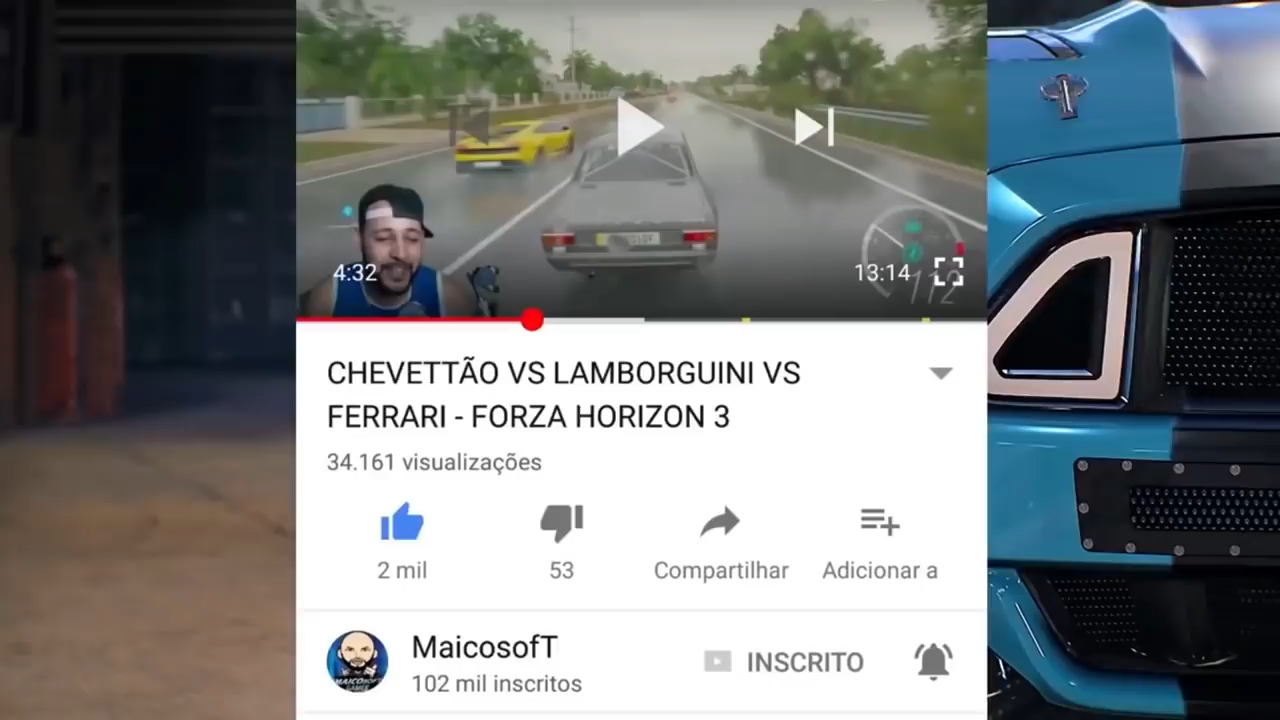 4:32
13:14
112
CHEVETTÃO VS LAMBORGUINI VS
FERRARI - FORZA HORIZON 3
34.161 visualizações
2 mil
53
Compartilhar
Adicionar a
MaicosofT
102 mil inscritos
INSCRITO